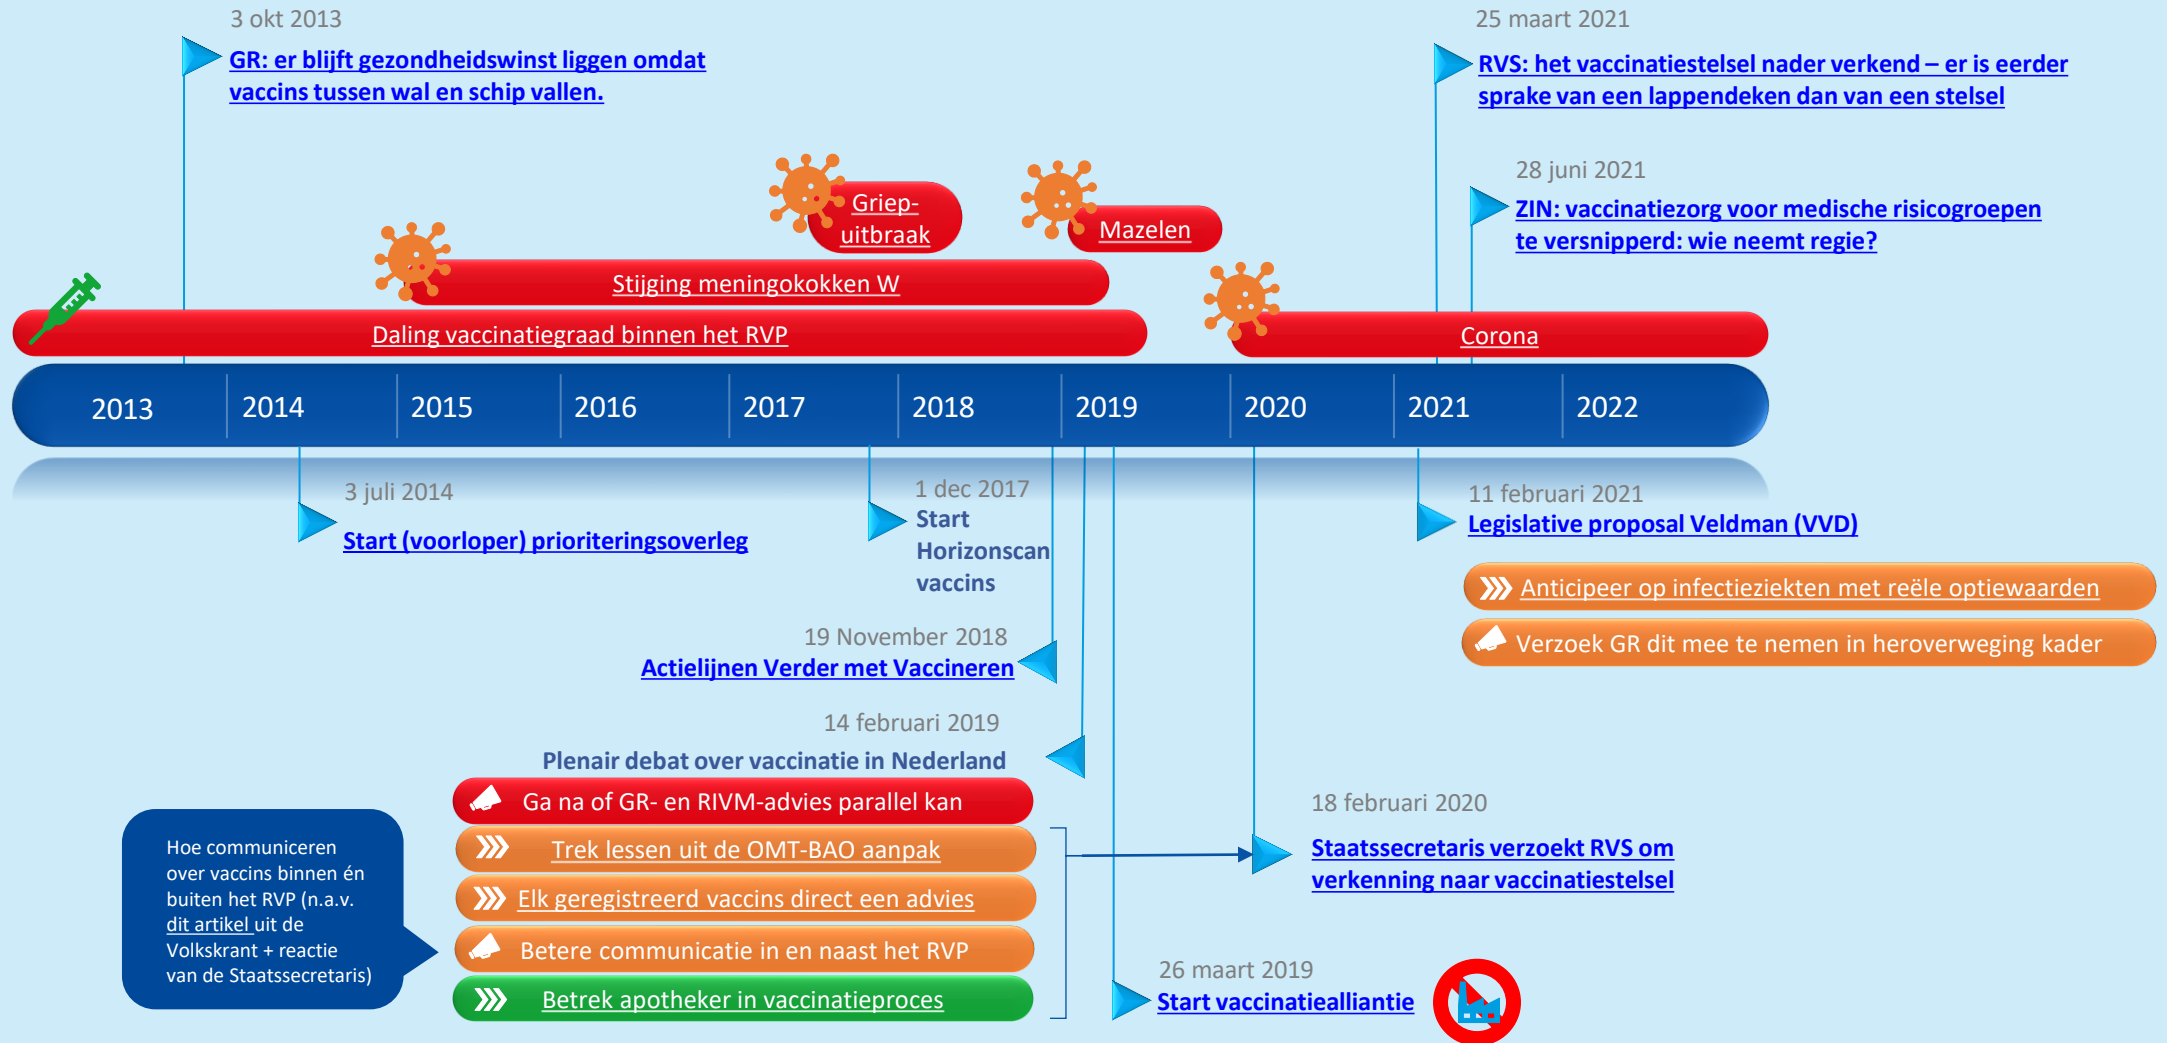 3 okt 2013
GR: er blijft gezondheidswinst liggen omdat
vaccins tussen wal en schip vallen.
25 maart 2021
RVS: het vaccinatiestelsel nader verkend – er is eerder
sprake van een lappendeken dan van een stelsel
28 juni 2021
ZIN: vaccinatiezorg voor medische risicogroepen
te versnipperd: wie neemt regie?
Griep-
uitbraak
Mazelen
Stijging meningokokken W
Daling vaccinatiegraad binnen het RVP
Corona
2013 2014 2015 2016 2017 2018 2019 2020 2021 2022
3 juli 2014
Start (voorloper) prioriteringsoverleg
1 dec 2017
Start
Horizonscan
vaccins
11 februari 2021
Legislative proposal Veldman (VVD)
Anticipeer op infectieziekten met reële optiewaarden
Verzoek GR dit mee te nemen in heroverweging kader
19 November 2018
Actielijnen Verder met Vaccineren
14 februari 2019
Plenair debat over vaccinatie in Nederland
Ga na of GR- en RIVM-advies parallel kan
Trek lessen uit de OMT-BAO aanpak
Elk geregistreerd vaccins direct een advies
Betere communicatie in en naast het RVP
Betrek apotheker in vaccinatieproces
Hoe communiceren
over vaccins binnen én
buiten het RVP (n.a.v.
dit artikel uit de
Volkskrant + reactie
van de Staatssecretaris)
18 februari 2020
Staatssecretaris verzoekt RVS om
verkenning naar vaccinatiestelsel
26 maart 2019
Start vaccinatiealliantie